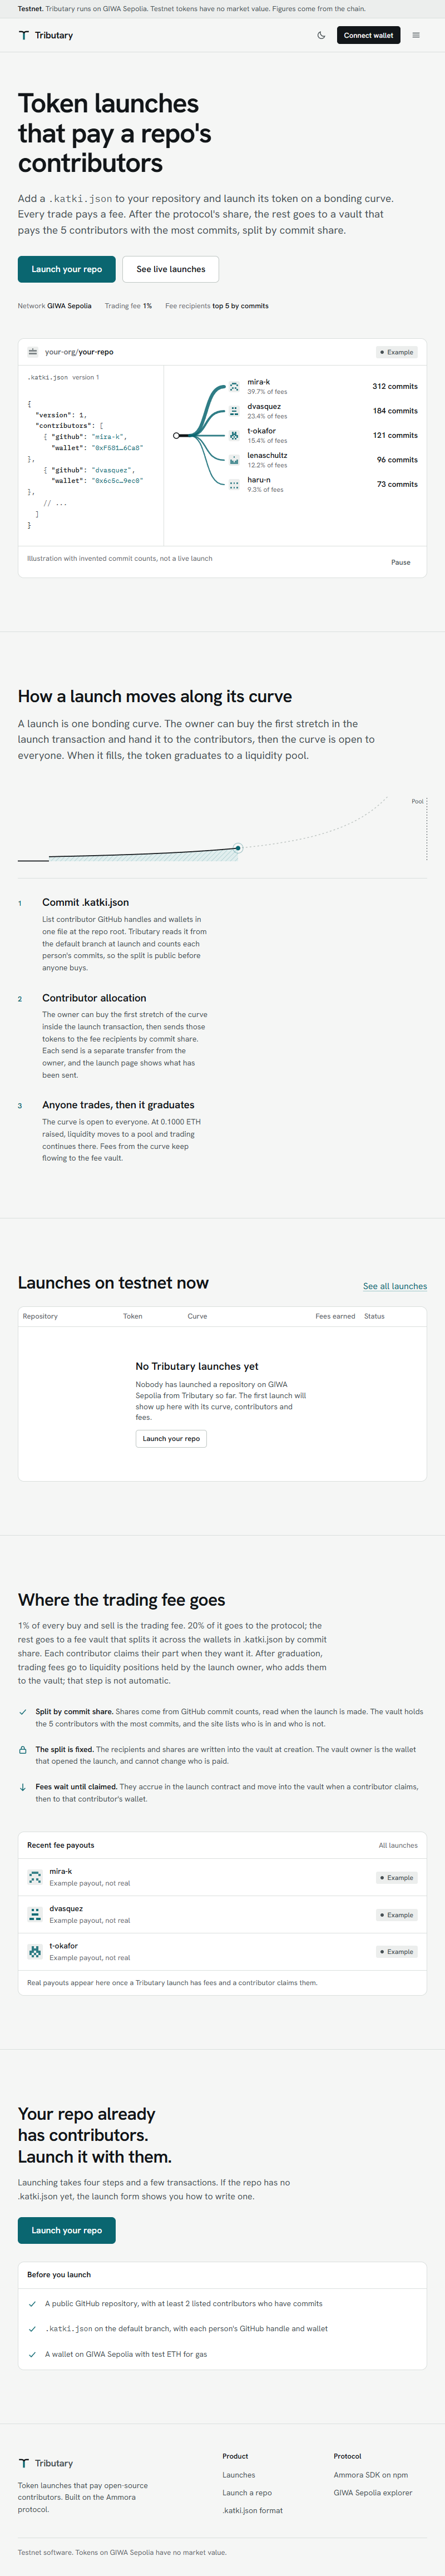 Testnet. Tributary runs on GIWA Sepolia. Testnet tokens have no market value. Figures come from the chain.
Tributary
Connect wallet
Token launches
that pay a repo's
contributors
Add a .katki.json to your repository and launch its token on a bonding curve.
Every trade pays a fee. After the protocol's share, the rest goes to a vault that
pays the 5 contributors with the most commits, split by commit share.
Launch your repo
See live launches
Network GIWA Sepolia
Trading fee 1%
Fee recipients top 5 by commits
your-org/your-repo
Example
.katki.json version 1
{
"version": 1,
"contributors": [
{ "github": "mira-k",
"wallet": "0xF581…6Ca8"
},
{ "github": "dvasquez",
"wallet": "0x6c5c…9ec0"
},
// ...
]
}
mira-k
39.7% of fees
312 commits
dvasquez
23.4% of fees
184 commits
t-okafor
15.4% of fees
121 commits
lenaschultz
12.2% of fees
96 commits
haru-n
9.3% of fees
73 commits
Illustration with invented commit counts, not a live launch
Pause
How a launch moves along its curve
A launch is one bonding curve. The owner can buy the first stretch in the
launch transaction and hand it to the contributors, then the curve is open to
everyone. When it fills, the token graduates to a liquidity pool.
Pool
1
Commit .katki.json
List contributor GitHub handles and wallets in
one file at the repo root. Tributary reads it from
the default branch at launch and counts each
person's commits, so the split is public before
anyone buys.
2
Contributor allocation
The owner can buy the first stretch of the curve
inside the launch transaction, then sends those
tokens to the fee recipients by commit share.
Each send is a separate transfer from the
owner, and the launch page shows what has
been sent.
3
Anyone trades, then it graduates
The curve is open to everyone. At 0.1000 ETH
raised, liquidity moves to a pool and trading
continues there. Fees from the curve keep
flowing to the fee vault.
Launches on testnet now
See all launches
Repository
Token
Curve
Fees earned
Status
No Tributary launches yet
Nobody has launched a repository on GIWA
Sepolia from Tributary so far. The first launch will
show up here with its curve, contributors and
fees.
Launch your repo
Where the trading fee goes
1% of every buy and sell is the trading fee. 20% of it goes to the protocol; the
rest goes to a fee vault that splits it across the wallets in .katki.json by commit
share. Each contributor claims their part when they want it. After graduation,
trading fees go to liquidity positions held by the launch owner, who adds them
to the vault; that step is not automatic.
Split by commit share. Shares come from GitHub commit counts, read when the launch is made. The vault holds
the 5 contributors with the most commits, and the site lists who is in and who is not.
The split is fixed. The recipients and shares are written into the vault at creation. The vault owner is the wallet
that opened the launch, and cannot change who is paid.
Fees wait until claimed. They accrue in the launch contract and move into the vault when a contributor claims,
then to that contributor's wallet.
Recent fee payouts
All launches
mira-k
Example payout, not real
Example
dvasquez
Example payout, not real
Example
t-okafor
Example payout, not real
Example
Real payouts appear here once a Tributary launch has fees and a contributor claims them.
Your repo already
has contributors.
Launch it with them.
Launching takes four steps and a few transactions. If the repo has no
.katki.json yet, the launch form shows you how to write one.
Launch your repo
Before you launch
A public GitHub repository, with at least 2 listed contributors who have commits
.katki.json on the default branch, with each person's GitHub handle and wallet
A wallet on GIWA Sepolia with test ETH for gas
Tributary
Token launches that pay open-source
contributors. Built on the Ammora
protocol.
Product
Launches
Launch a repo
.katki.json format
Protocol
Ammora SDK on npm
GIWA Sepolia explorer
Testnet software. Tokens on GIWA Sepolia have no market value.